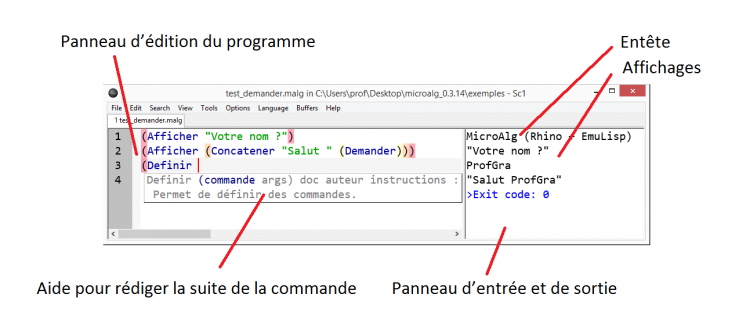 Panneau d'édition du programme
Entête
Affichages
test_demander.malg in C:\Users\prof\Desktop\microalg_0.3.14\exemples - Sc1
File Edit Search View Tools Options Language Buffers Help
1 test_demander.malg
1 (Afficher "Votre nom ?")
2 (Afficher (Concatener "Salut " (Demander)))
3 (Definir
4 Definir (commande args) doc auteur instructions :
Permet de définir des commandes.
MicroAlg (Rhino + EmuLisp)
"Votre nom ?"
ProfGra
"Salut ProfGra"
>Exit code: 0
Aide pour rédiger la suite de la commande
Panneau d'entrée et de sortie